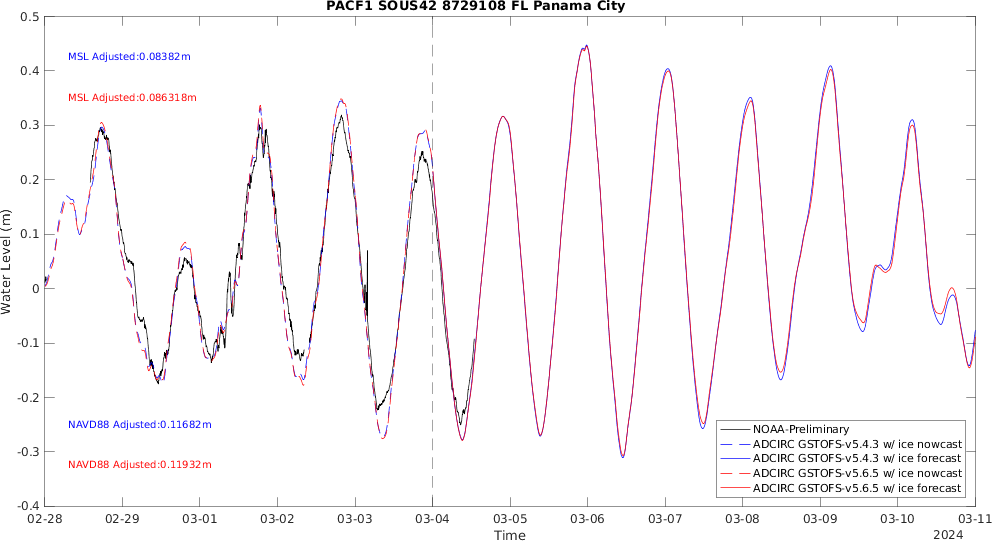 PACF1 SOUS42 8729108 FL Panama City
0.5
0.4
0.3
0.2
0.1
0
-0.1
-0.2
-0.3
-0.4
Water Level (m)
MSL Adjusted:0.08382m
MSL Adjusted:0.086318m
NAVD88 Adjusted:0.11682m
NAVD88 Adjusted:0.11932m
NOAA-Preliminary
ADCIRC GSTOFS-v5.4.3 w/ ice nowcast
ADCIRC GSTOFS-v5.4.3 w/ ice forecast
ADCIRC GSTOFS-v5.6.5 w/ ice nowcast
ADCIRC GSTOFS-v5.6.5 w/ ice forecast
02-28 02-29 03-01 03-02 03-03 03-04 03-05 03-06 03-07 03-08 03-09 03-10 03-11
Time
2024